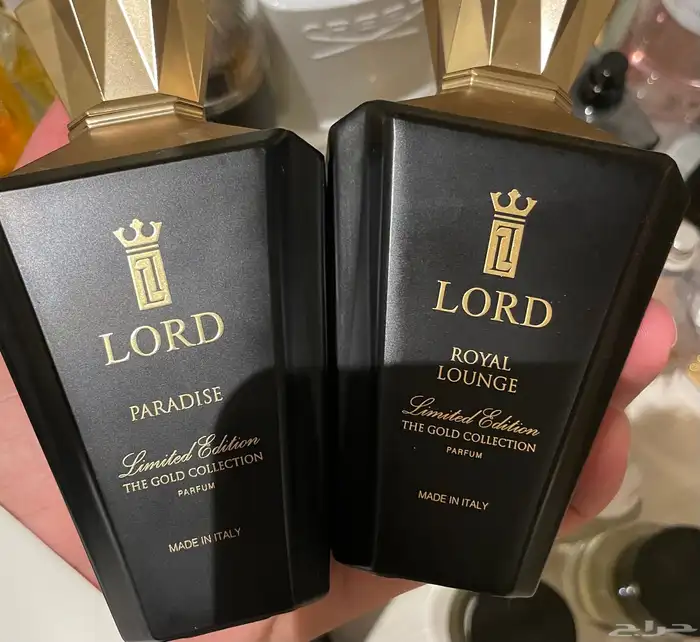 LORD
PARADISE
Limited Edition
THE GOLD COLLECTION
PARFUM
MADE IN ITALY
LORD
ROYAL
LOUNGE
Limited Edition
THE GOLD COLLECTION
PARFUM
MADE IN ITALY
حراج